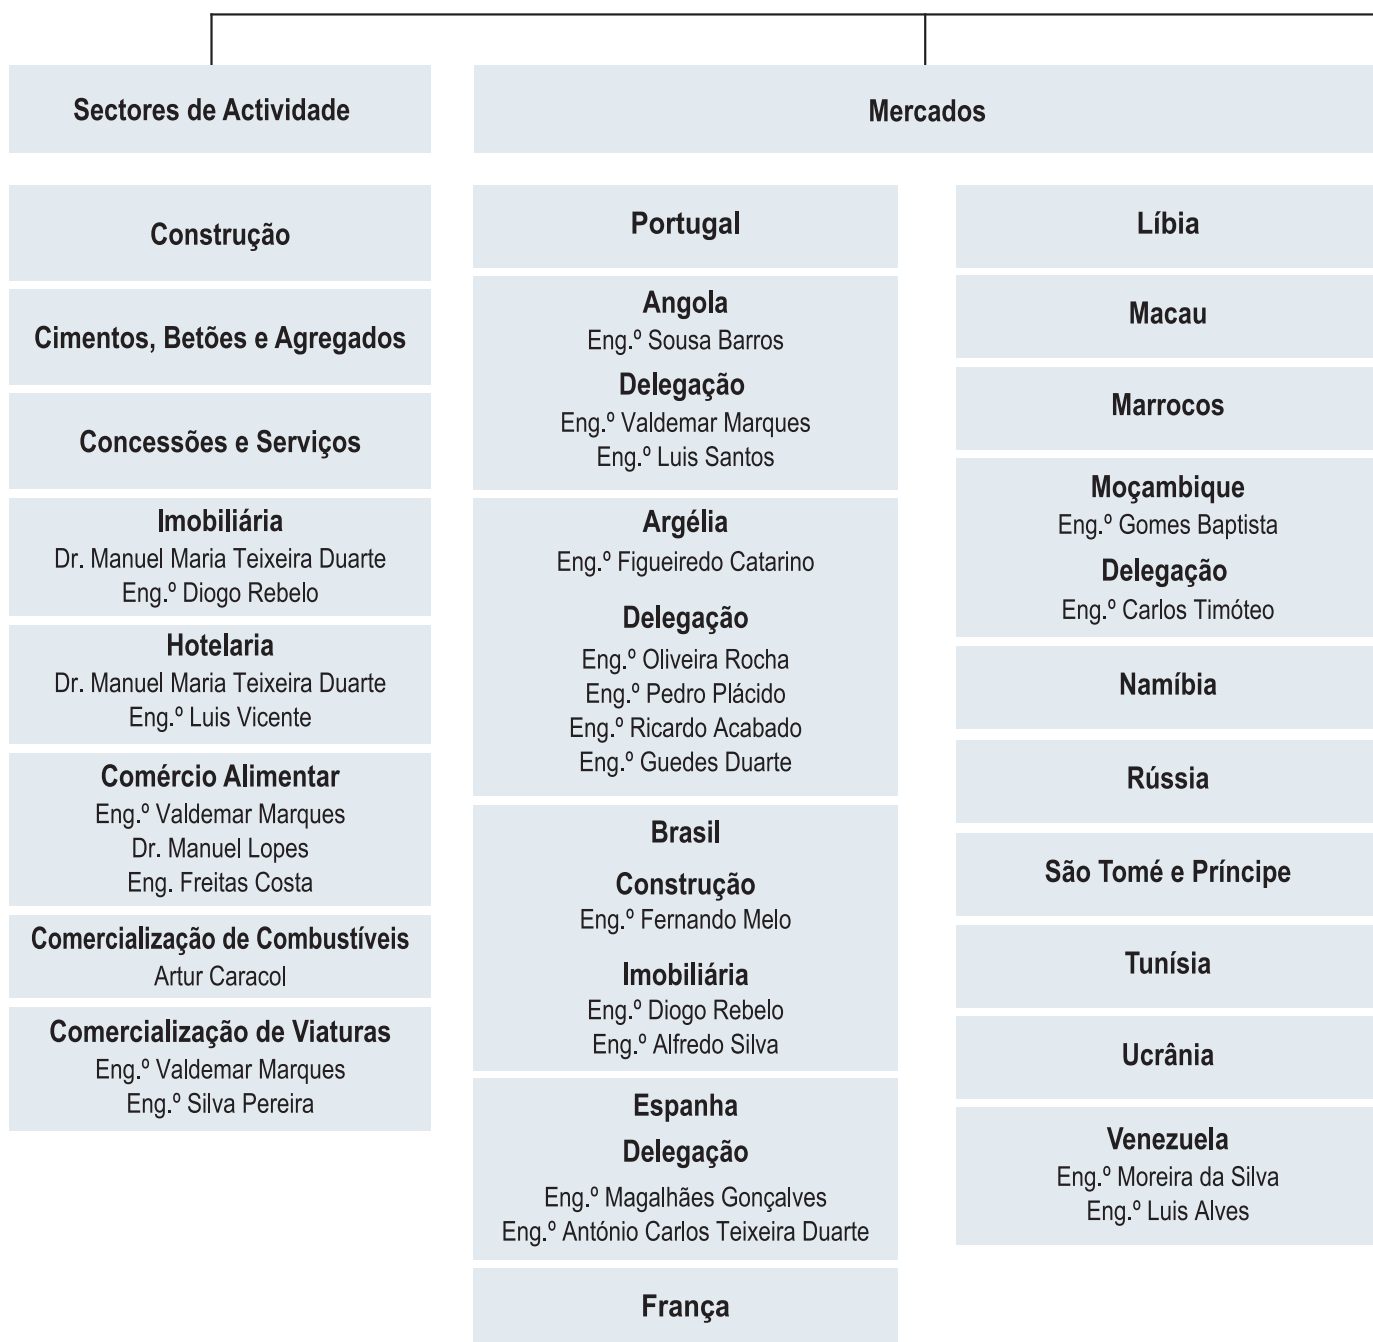 Sectores de Actividade
Construção
Cimentos, Betões e Agregados
Concessões e Serviços
Imobiliária
Dr. Manuel Maria Teixeira Duarte
Eng.º Diogo Rebelo
Hotelaria
Dr. Manuel Maria Teixeira Duarte
Eng.º Luis Vicente
Comércio Alimentar
Eng.º Valdemar Marques
Dr. Manuel Lopes
Eng. Freitas Costa
Comercialização de Combustíveis
Artur Caracol
Comercialização de Viaturas
Eng.º Valdemar Marques
Eng.º Silva Pereira
Mercados
Portugal
Angola
Eng.º Sousa Barros
Delegação
Eng.º Valdemar Marques
Eng.º Luis Santos
Argélia
Eng.º Figueiredo Catarino
Delegação
Eng.º Oliveira Rocha
Eng.º Pedro Plácido
Eng.º Ricardo Acabado
Eng.º Guedes Duarte
Brasil
Construção
Eng.º Fernando Melo
Imobiliária
Eng.º Diogo Rebelo
Eng.º Alfredo Silva
Espanha
Delegação
Eng.º Magalhães Gonçalves
Eng.º António Carlos Teixeira Duarte
França
Líbia
Macau
Marrocos
Moçambique
Eng.º Gomes Baptista
Delegação
Eng.º Carlos Timóteo
Namíbia
Rússia
São Tomé e Príncipe
Tunísia
Ucrânia
Venezuela
Eng.º Moreira da Silva
Eng.º Luis Alves